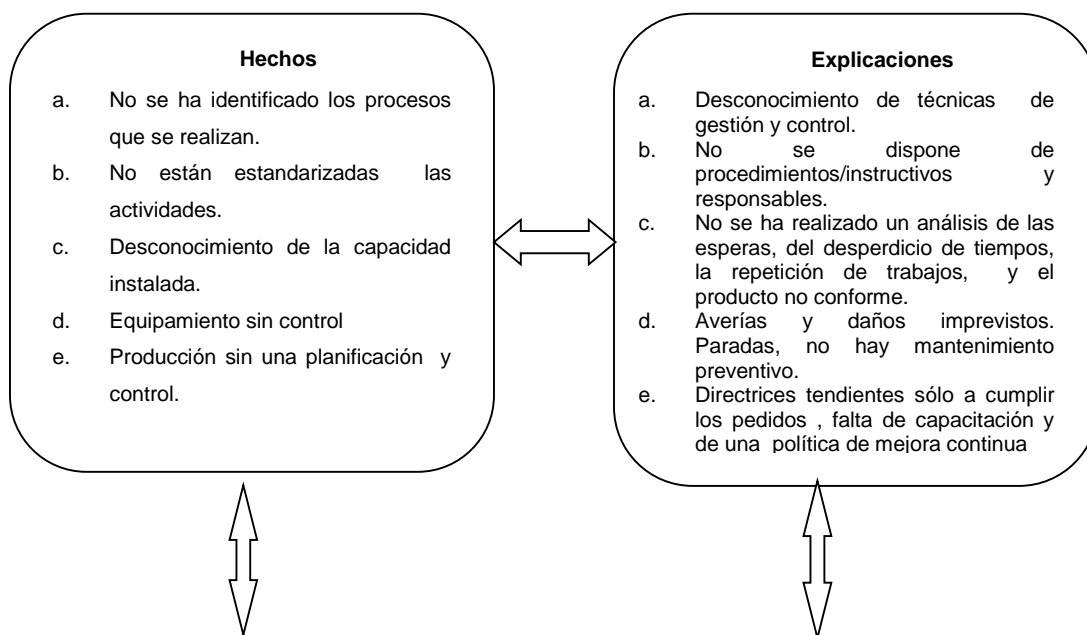 Hechos
a. No se ha identificado los procesos
que se realizan.
b. No están estandarizadas las
actividades.
c. Desconocimiento de la capacidad
instalada.
d. Equipamiento sin control
e. Producción sin una planificación y
control.
Explicaciones
a. Desconocimiento de técnicas de
gestión y control.
b. No se dispone de
procedimientos/instructivos y
responsables.
c. No se ha realizado un análisis de las
esperas, del desperdicio de tiempos,
la repetición de trabajos, y el
producto no conforme.
d. Averías y daños imprevistos.
Paradas, no hay mantenimiento
preventivo.
e. Directrices tendientes sólo a cumplir
los pedidos , falta de capacitación y
de una política de mejora continua